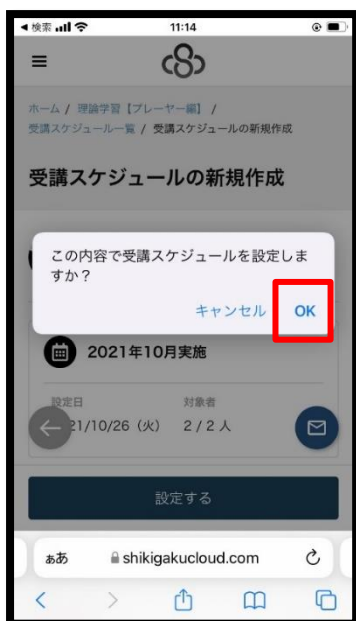 ◀検索
11:14
ホーム / 理論学習【プレーヤー編】 /
受講スケジュール一覧 / 受講スケジュールの新規作成
受講スケジュールの新規作成
この内容で受講スケジュールを設定しま
すか?
キャンセル OK
2021年10月実施
設定日 対象者
21/10/26（火） 2 / 2 人
設定する
ぁあ shikigakucloud.com